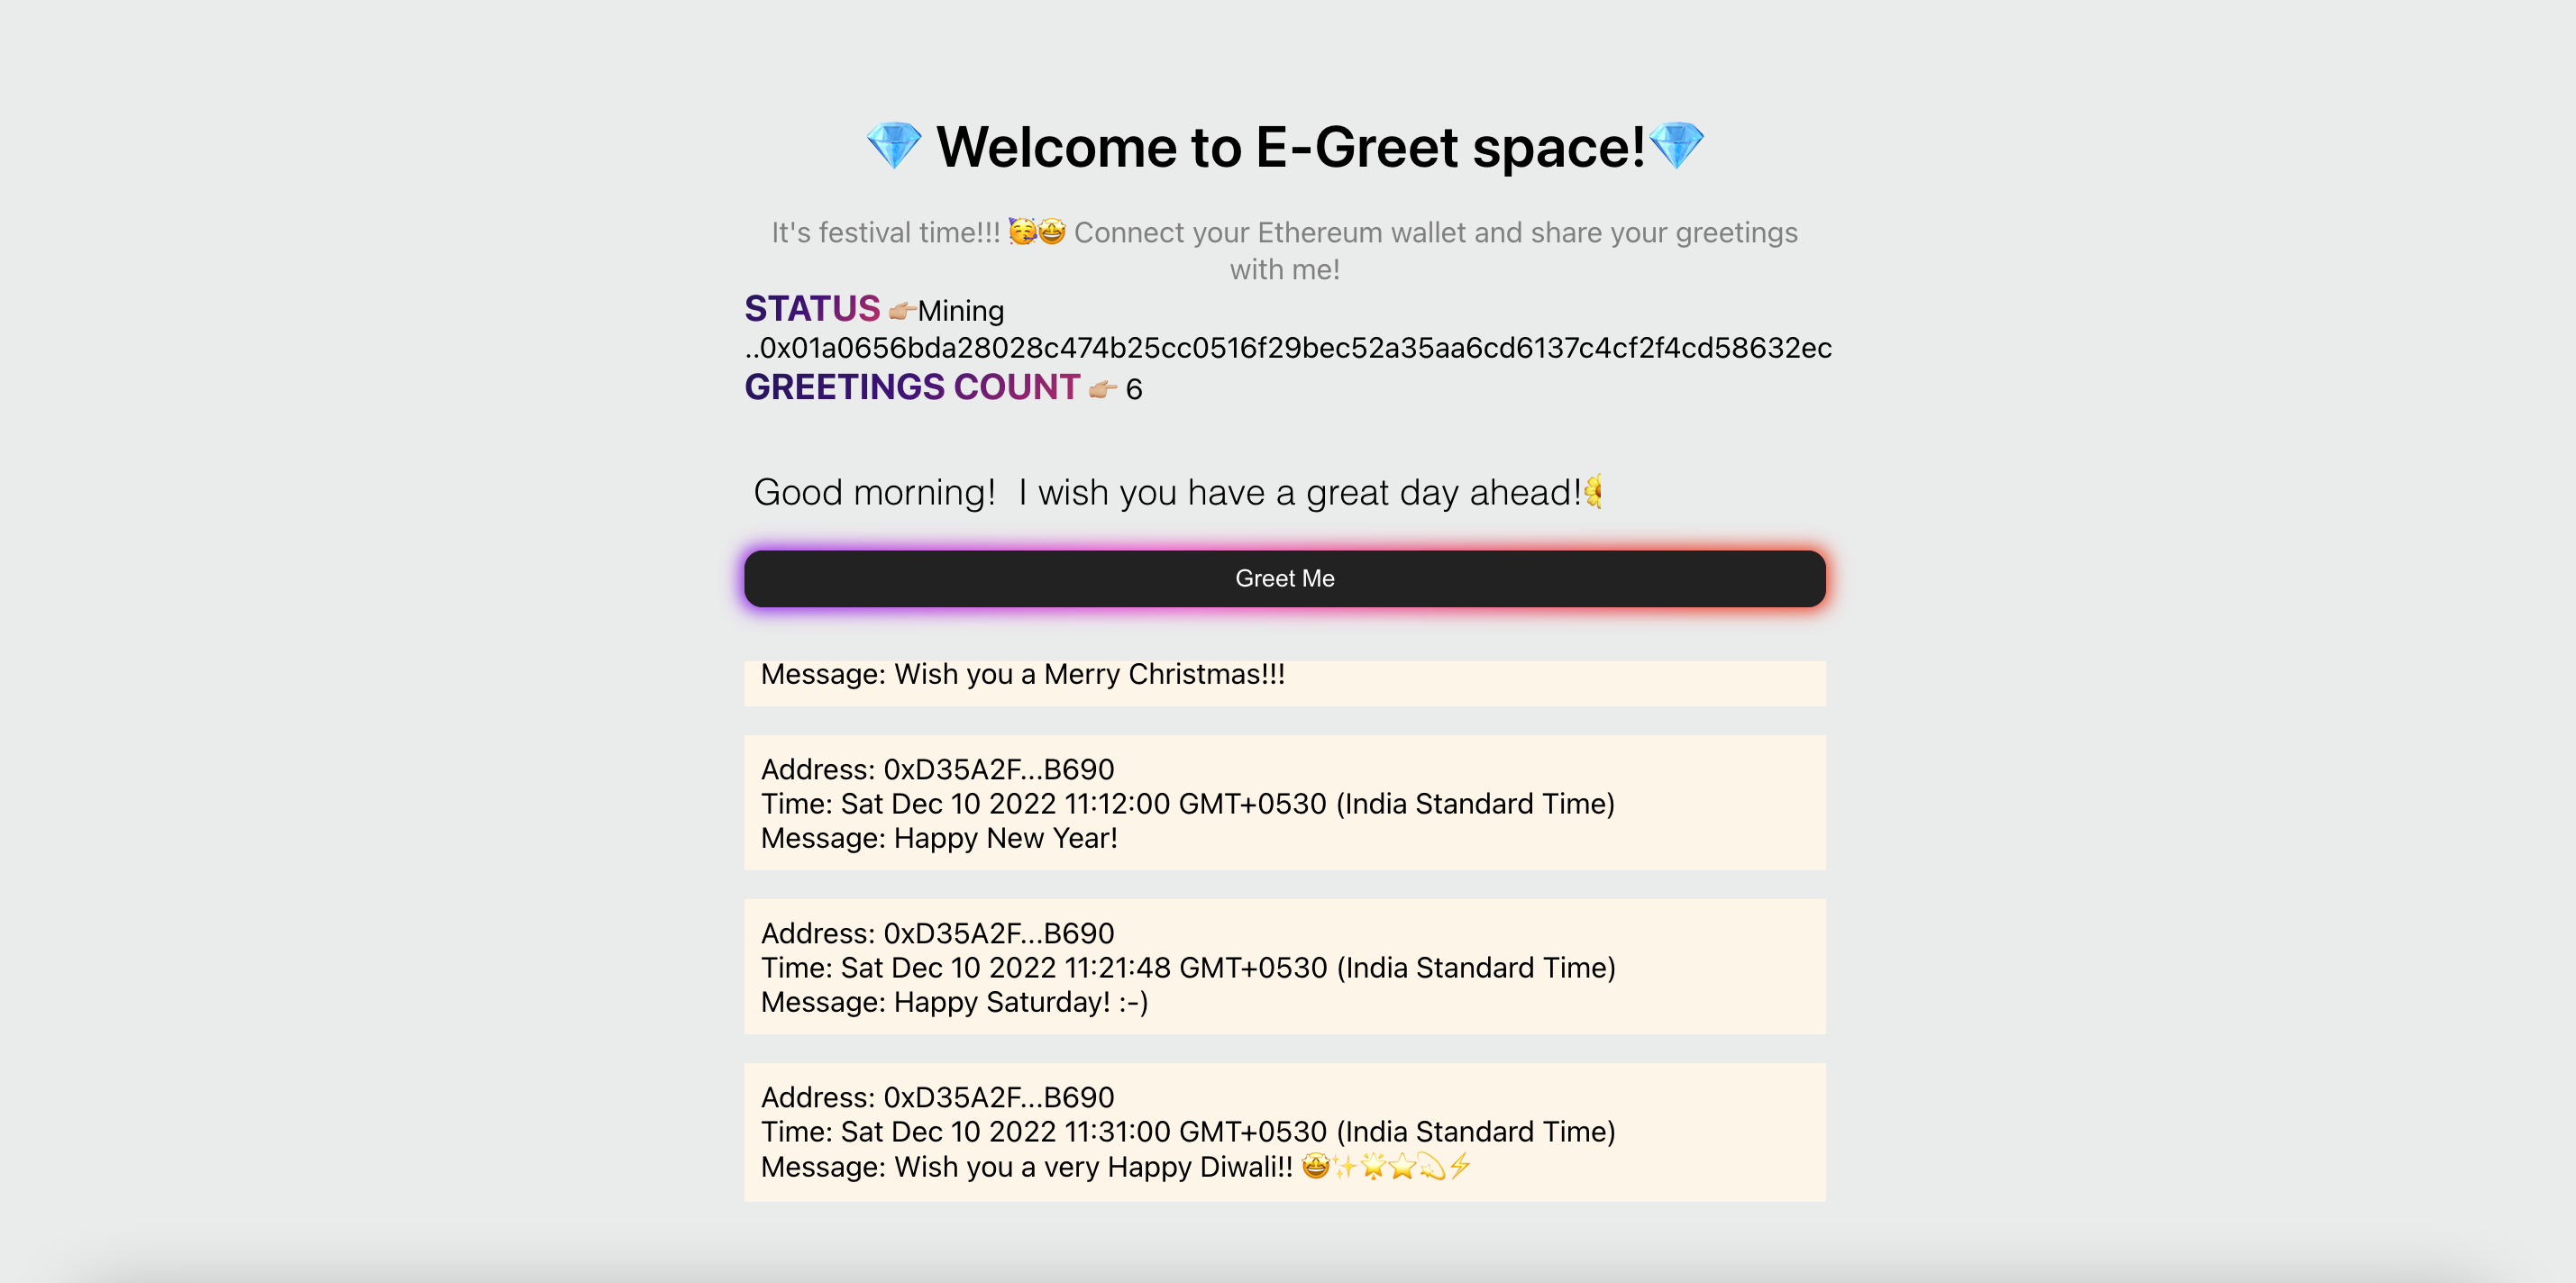 💎 Welcome to E-Greet space!💎
It's festival time!!! 🥳🤩 Connect your Ethereum wallet and share your greetings
with me!
STATUS 👉🏼Mining
..0x01a0656bda28028c474b25cc0516f29bec52a35aa6cd6137c4cf2f4cd58632ec
GREETINGS COUNT 👉🏼 6
Good morning!  I wish you have a great day ahead!🌼
Greet Me
Message: Wish you a Merry Christmas!!!
Address: 0xD35A2F...B690
Time: Sat Dec 10 2022 11:12:00 GMT+0530 (India Standard Time)
Message: Happy New Year!
Address: 0xD35A2F...B690
Time: Sat Dec 10 2022 11:21:48 GMT+0530 (India Standard Time)
Message: Happy Saturday! :-)
Address: 0xD35A2F...B690
Time: Sat Dec 10 2022 11:31:00 GMT+0530 (India Standard Time)
Message: Wish you a very Happy Diwali!! 🤩✨🌟⭐💫⚡